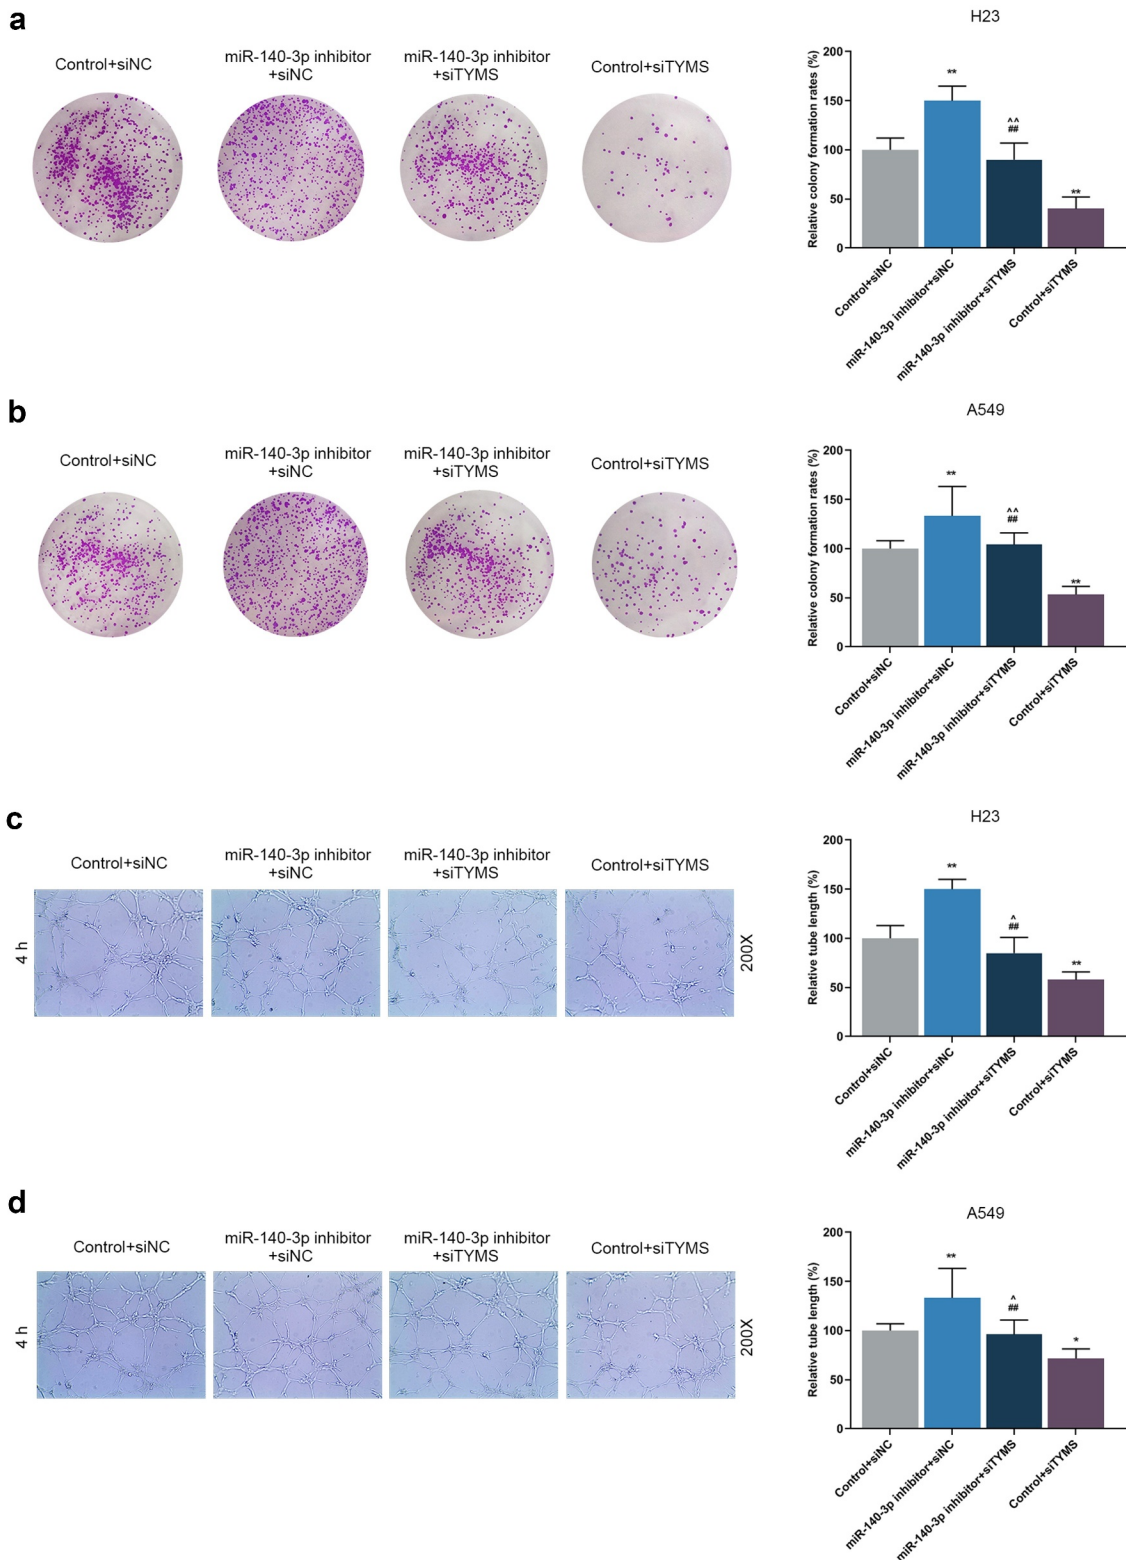 a
Control+siNC
miR-140-3p inhibitor
+siNC
miR-140-3p inhibitor
+siTYMS
Control+siTYMS
H23
Relative colony formation rates (%)
200
150
100
50
0
**
^^
##
**
Control+siNC
miR-140-3p inhibitor+siNC
miR-140-3p inhibitor+siTYMS
Control+siTYMS
b
Control+siNC
miR-140-3p inhibitor
+siNC
miR-140-3p inhibitor
+siTYMS
Control+siTYMS
A549
Relative colony formation rates (%)
200
150
100
50
0
**
^^
##
**
Control+siNC
miR-140-3p inhibitor+siNC
miR-140-3p inhibitor+siTYMS
Control+siTYMS
c
Control+siNC
miR-140-3p inhibitor
+siNC
miR-140-3p inhibitor
+siTYMS
Control+siTYMS
4 h
200X
H23
Relative tube length (%)
200
150
100
50
0
**
^
##
**
Control+siNC
miR-140-3p inhibitor+siNC
miR-140-3p inhibitor+siTYMS
Control+siTYMS
d
Control+siNC
miR-140-3p inhibitor
+siNC
miR-140-3p inhibitor
+siTYMS
Control+siTYMS
4 h
200X
A549
Relative tube length (%)
200
150
100
50
0
**
^
##
*
Control+siNC
miR-140-3p inhibitor+siNC
miR-140-3p inhibitor+siTYMS
Control+siTYMS